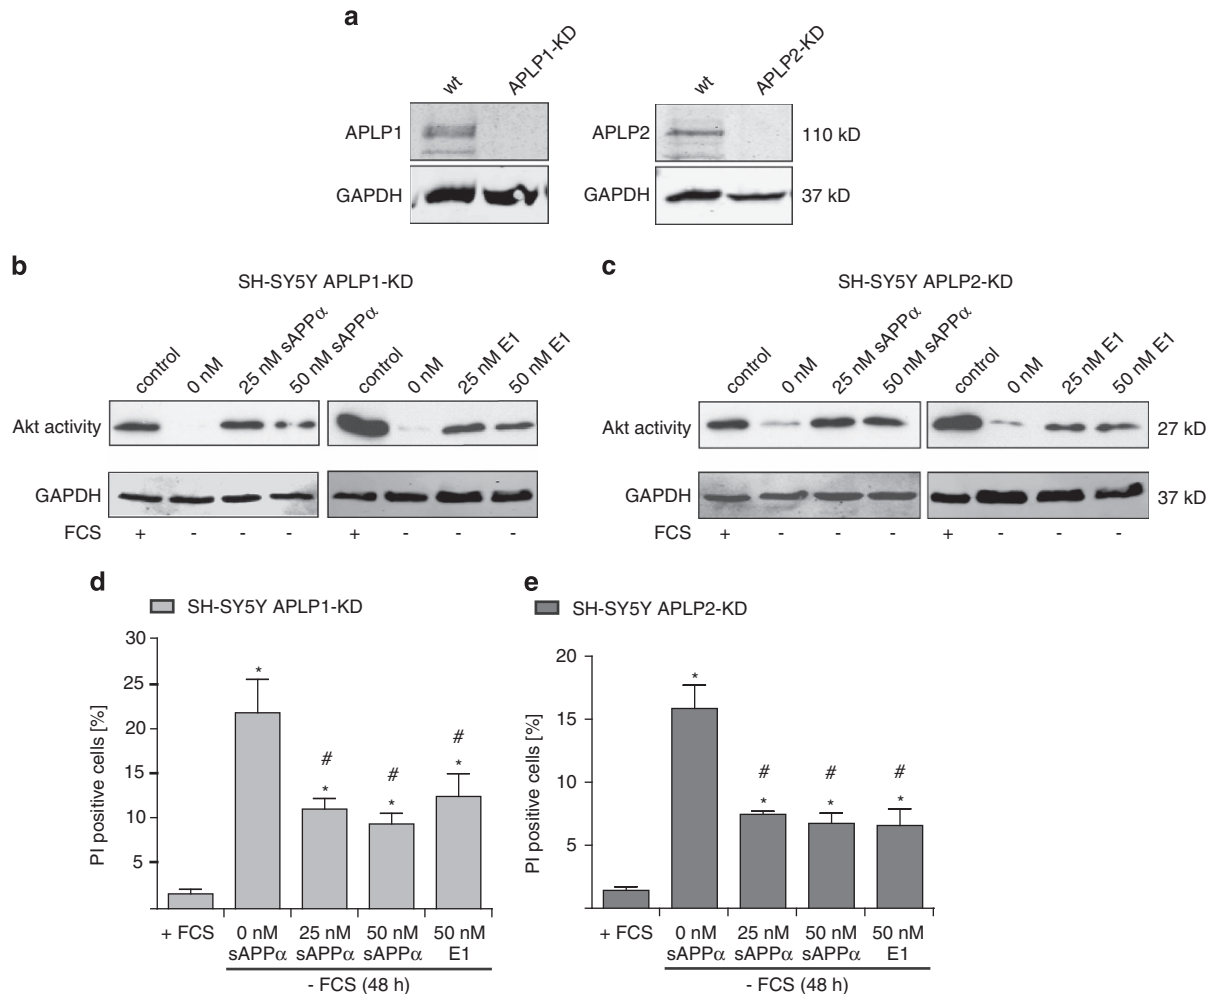 a
wt APLP1-KD wt APLP2-KD
APLP1 APLP2 110 kD
GAPDH GAPDH 37 kD
b c
SH-SY5Y APLP1-KD SH-SY5Y APLP2-KD
control 0 nM 25 nM sAPPα 50 nM sAPPα control 0 nM 25 nM E1 50 nM E1 control 0 nM 25 nM sAPPα 50 nM sAPPα control 0 nM 25 nM E1 50 nM E1
Akt activity Akt activity 27 kD
GAPDH GAPDH 37 kD
FCS + - - - + - - - FCS + - - - + - - -
d
SH-SY5Y APLP1-KD
PI positive cells [%]
30
25
20
15
10
5
*
# *
# *
# *
+ FCS 0 nM 25 nM 50 nM 50 nM
sAPPα sAPPα sAPPα E1
- FCS (48 h)
e
SH-SY5Y APLP2-KD
PI positive cells [%]
20
15
10
5
*
# *
# *
# *
+ FCS 0 nM 25 nM 50 nM 50 nM
sAPPα sAPPα sAPPα E1
- FCS (48 h)